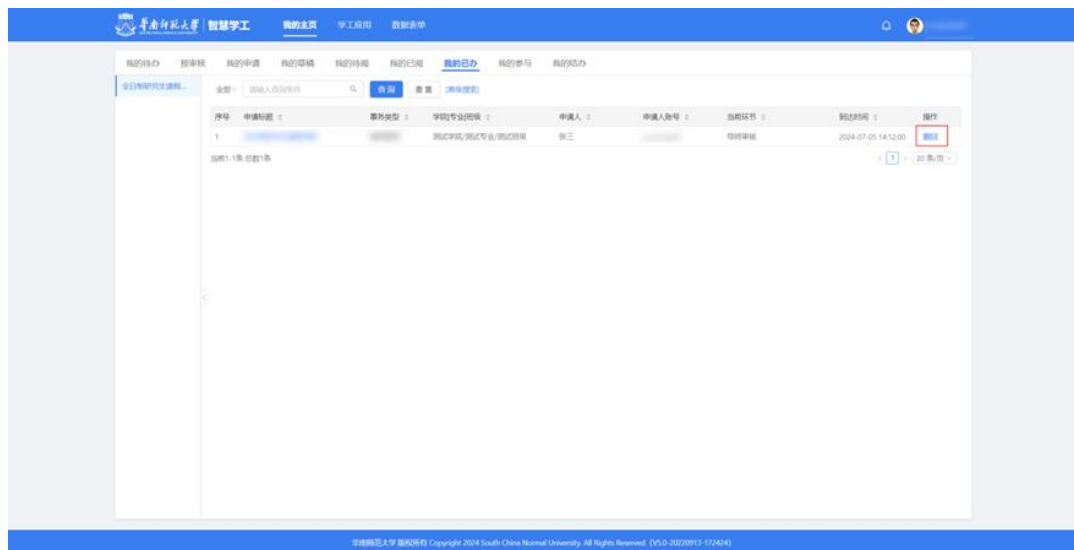 华南师范大学 智慧学工 我的主页 学工应用 数据表单
我的待办 预审核 我的申请 我的草稿 我的待阅 我的已阅 我的已办 我的参与 我的结办
全日制研究生请假...
全部 请输入查询条件 查 询 重 置 [高级搜索]
序号 申请标题 事务类型 学院|专业|班级 申请人 申请人账号 当前环节 到达时间 操作
1 测试学院/测试专业/测试班级 张三 导师审核 2024-07-05 14:12:00 撤回
当前1-1条 总数1条 < 1 > 20 条/页
华南师范大学 版权所有 Copyright 2024 South China Normal University. All Rights Reserved (V5.0-20220913-172424)